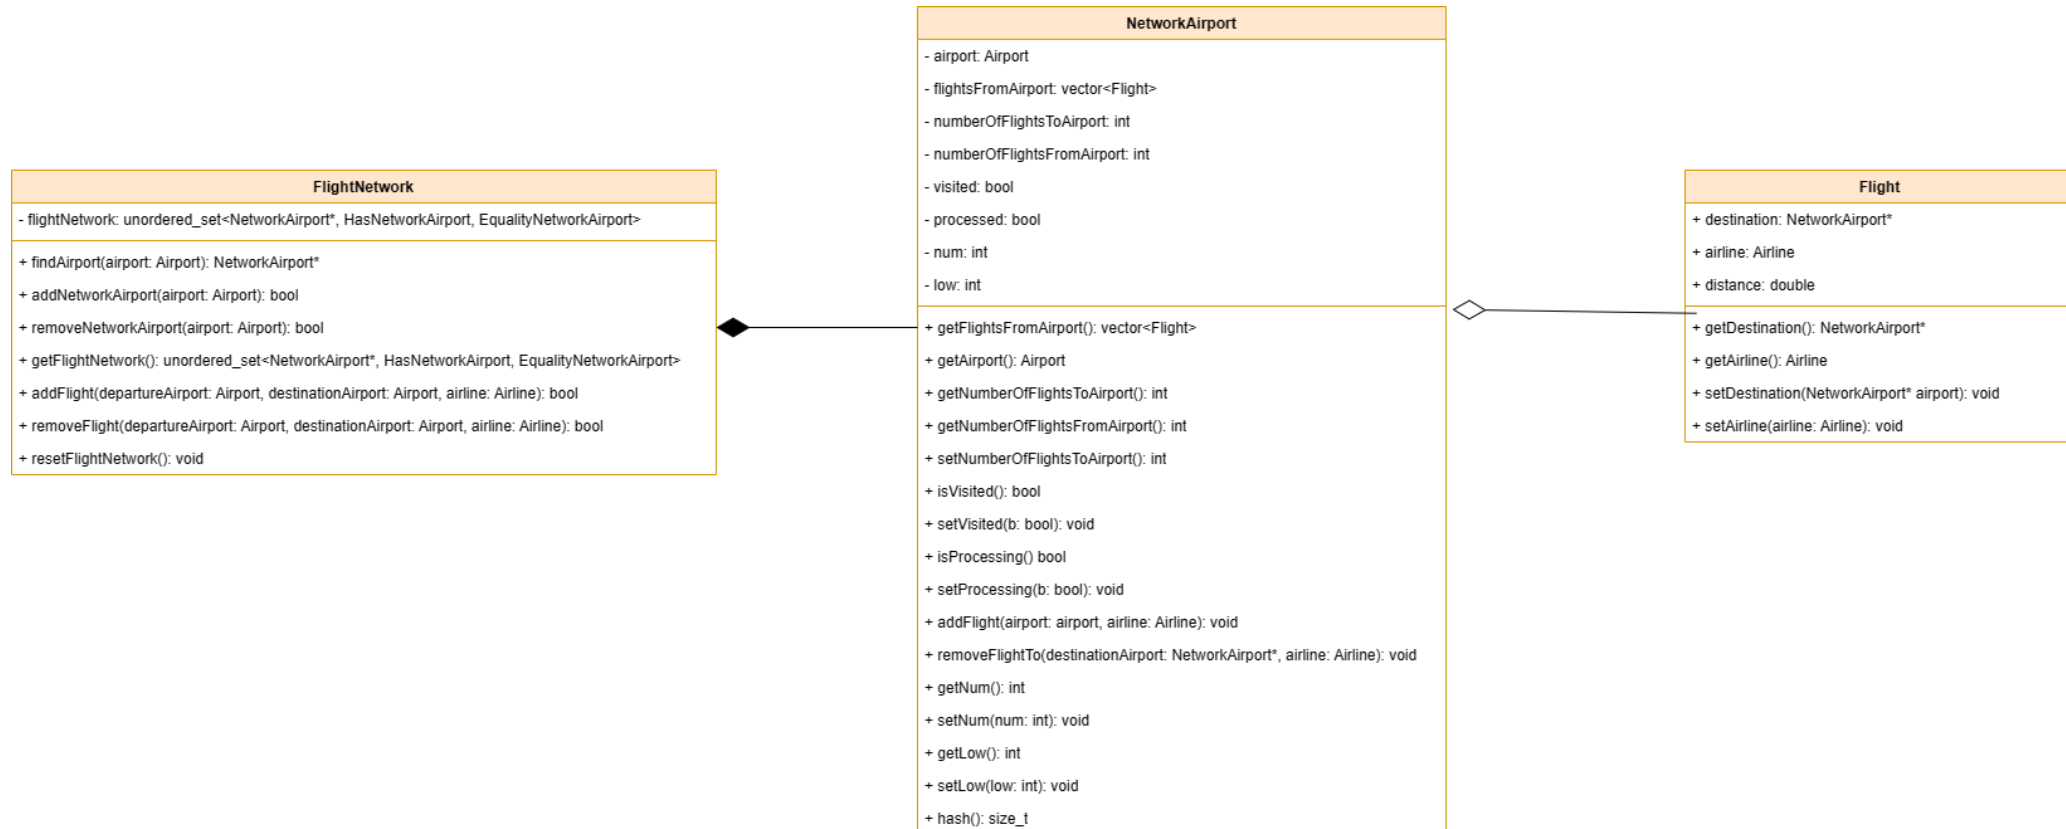 FlightNetwork
- flightNetwork: unordered_set<NetworkAirport*, HasNetworkAirport, EqualityNetworkAirport>
+ findAirport(airport: Airport): NetworkAirport*
+ addNetworkAirport(airport: Airport): bool
+ removeNetworkAirport(airport: Airport): bool
+ getFlightNetwork(): unordered_set<NetworkAirport*, HasNetworkAirport, EqualityNetworkAirport>
+ addFlight(departureAirport: Airport, destinationAirport: Airport, airline: Airline): bool
+ removeFlight(departureAirport: Airport, destinationAirport: Airport, airline: Airline): bool
+ resetFlightNetwork(): void
NetworkAirport
- airport: Airport
- flightsFromAirport: vector<Flight>
- numberOfFlightsToAirport: int
- numberOfFlightsFromAirport: int
- visited: bool
- processed: bool
- num: int
- low: int
+ getFlightsFromAirport(): vector<Flight>
+ getAirport(): Airport
+ getNumberOfFlightsToAirport(): int
+ getNumberOfFlightsFromAirport(): int
+ setNumberOfFlightsToAirport(): int
+ isVisited(): bool
+ setVisited(b: bool): void
+ isProcessing() bool
+ setProcessing(b: bool): void
+ addFlight(airport: airport, airline: Airline): void
+ removeFlightTo(destinationAirport: NetworkAirport*, airline: Airline): void
+ getNum(): int
+ setNum(num: int): void
+ getLow(): int
+ setLow(low: int): void
+ hash(): size_t
Flight
+ destination: NetworkAirport*
+ airline: Airline
+ distance: double
+ getDestination(): NetworkAirport*
+ getAirline(): Airline
+ setDestination(NetworkAirport* airport): void
+ setAirline(airline: Airline): void